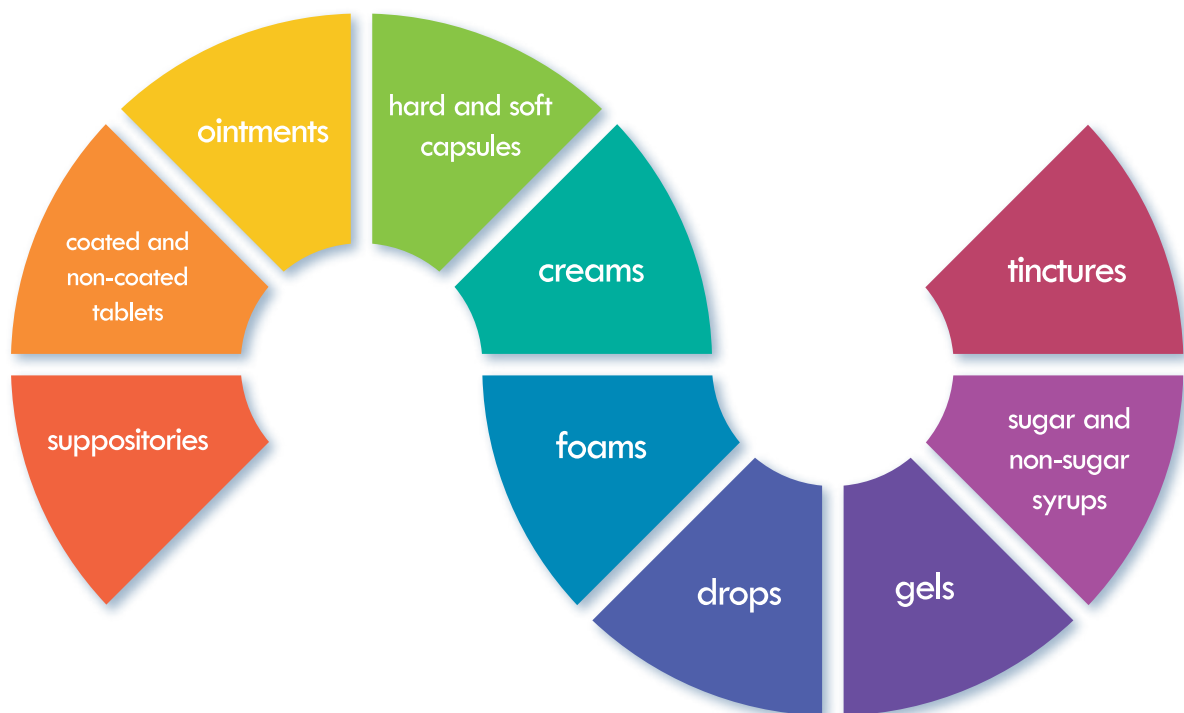 suppositories
coated and
non-coated
tablets
ointments
hard and soft
capsules
creams
foams
drops
gels
sugar and
non-sugar
syrups
tinctures